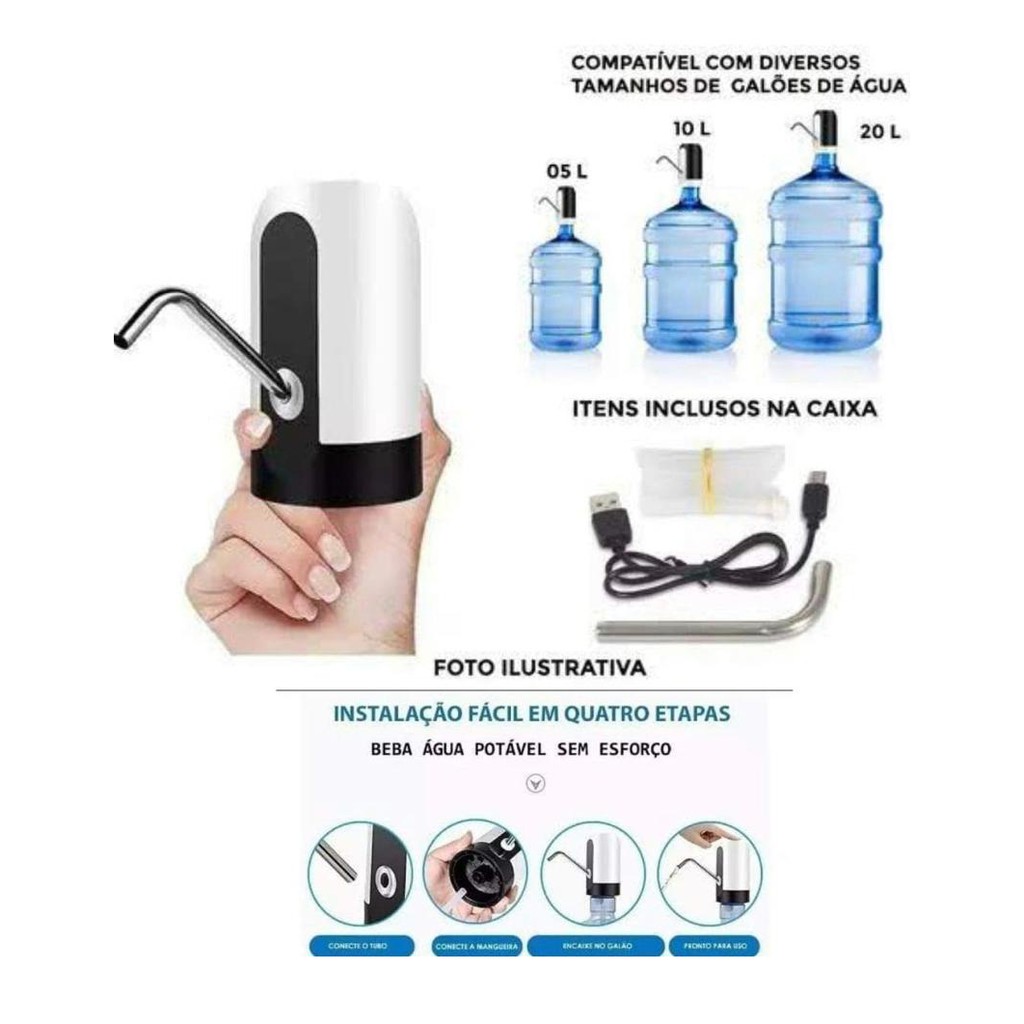 COMPATÍVEL COM DIVERSOS
TAMANHOS DE GALÕES DE ÁGUA
05 L
10 L
20 L
ITENS INCLUSOS NA CAIXA
FOTO ILUSTRATIVA
INSTALAÇÃO FÁCIL EM QUATRO ETAPAS
BEBA ÁGUA POTÁVEL SEM ESFORÇO
CONECTE O TUBO
CONECTE A MANGUEIRA
ENCAIXE NO GALÃO
PRONTO PARA USO